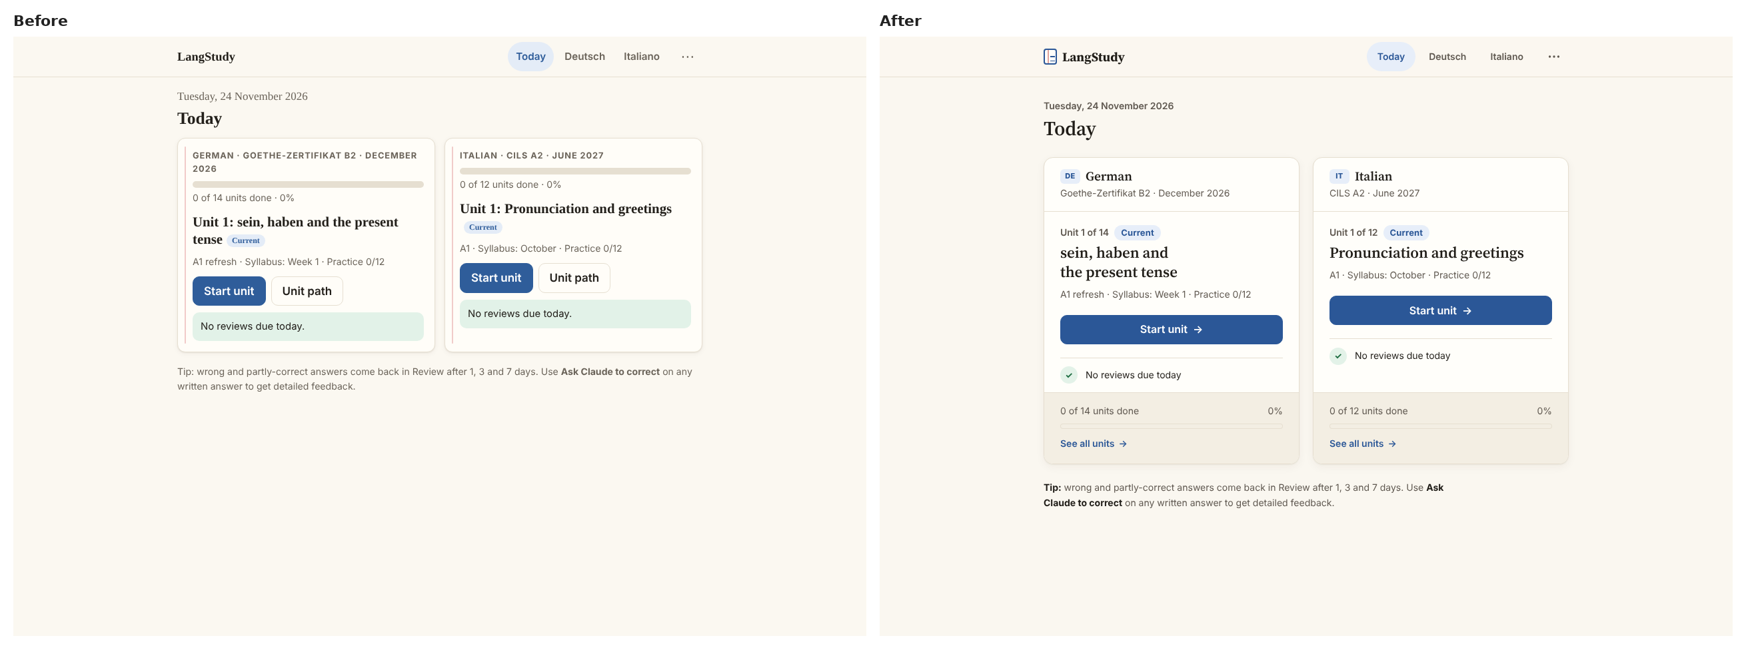 Before
LangStudy
Today Deutsch Italiano ···
Tuesday, 24 November 2026
Today
GERMAN · GOETHE-ZERTIFIKAT B2 · DECEMBER
2026
0 of 14 units done · 0%
Unit 1: sein, haben and the present
tense Current
A1 refresh · Syllabus: Week 1 · Practice 0/12
Start unit Unit path
No reviews due today.
ITALIAN · CILS A2 · JUNE 2027
0 of 12 units done · 0%
Unit 1: Pronunciation and greetings
Current
A1 · Syllabus: October · Practice 0/12
Start unit Unit path
No reviews due today.
Tip: wrong and partly-correct answers come back in Review after 1, 3 and 7 days. Use Ask Claude to correct on any
written answer to get detailed feedback.
After
LangStudy
Today Deutsch Italiano ···
Tuesday, 24 November 2026
Today
DE German
Goethe-Zertifikat B2 · December 2026
Unit 1 of 14 Current
sein, haben and
the present tense
A1 refresh · Syllabus: Week 1 · Practice 0/12
Start unit →
No reviews due today
0 of 14 units done 0%
See all units →
IT Italian
CILS A2 · June 2027
Unit 1 of 12 Current
Pronunciation and greetings
A1 · Syllabus: October · Practice 0/12
Start unit →
No reviews due today
0 of 12 units done 0%
See all units →
Tip: wrong and partly-correct answers come back in Review after 1, 3 and 7 days. Use Ask
Claude to correct on any written answer to get detailed feedback.